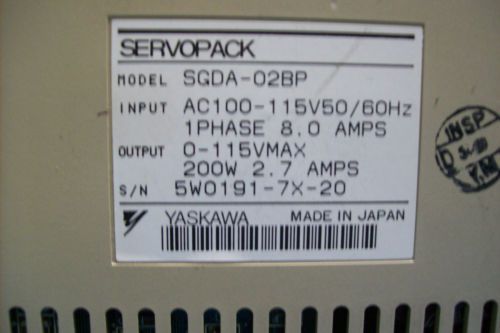 SERVOPACK
MODEL SGDA-02BP
INPUT AC100-115V50/60Hz
1PHASE 8.0 AMPS
OUTPUT 0-115VMAX
200W 2.7 AMPS
S/N 5W0191-7X-20
YASKAWA MADE IN JAPAN
INSP